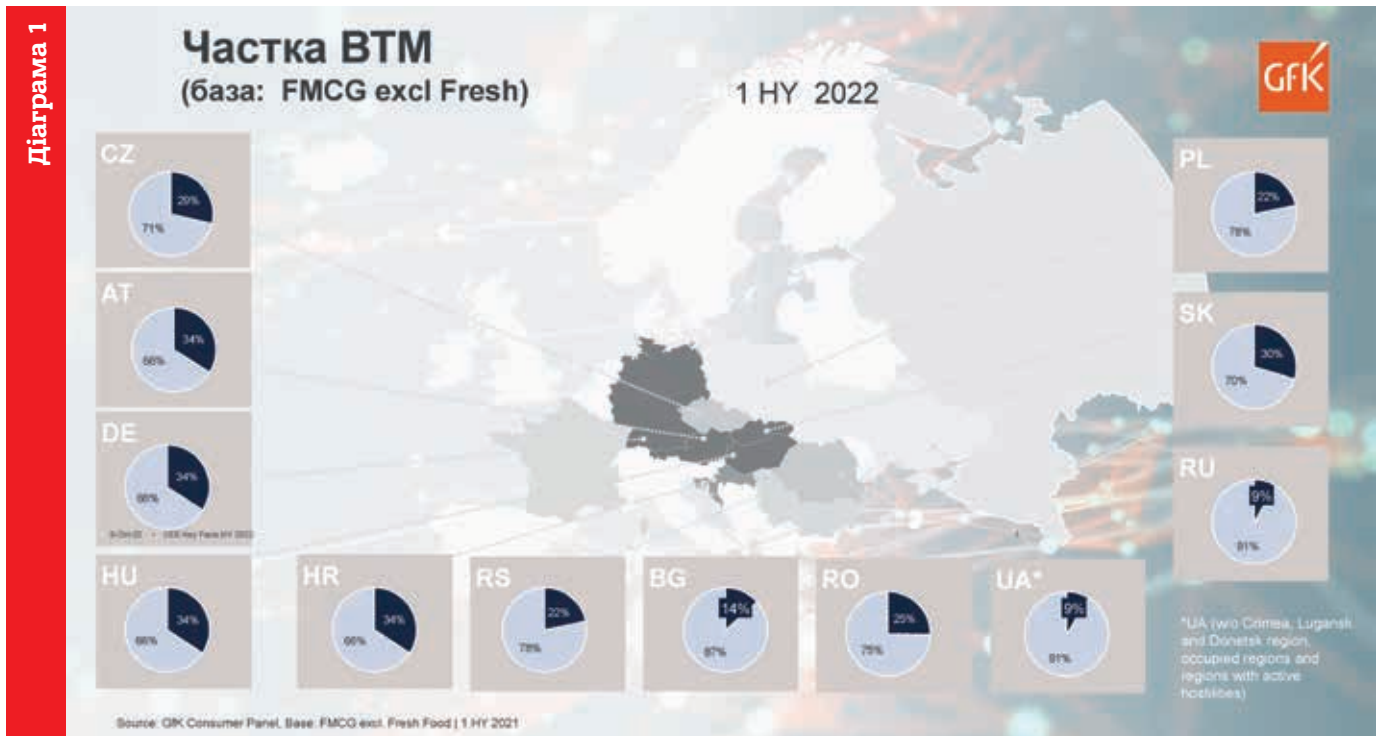 Діаграма 1
Частка ВТМ
(база: FMCG excl Fresh)
1 HY 2022
GfK
CZ
29%
71%
AT
34%
66%
DE
34%
66%
HU
34%
66%
HR
34%
66%
RS
22%
78%
BG
14%
87%
RO
25%
75%
UA*
9%
91%
PL
22%
78%
SK
30%
70%
RU
9%
91%
*UA (w/o Crimea, Lugansk
and Donetsk region,
occupied regions and
regions with active
hostilities)
Source: GfK Consumer Panel, Base: FMCG excl. Fresh Food | 1 HY 2021